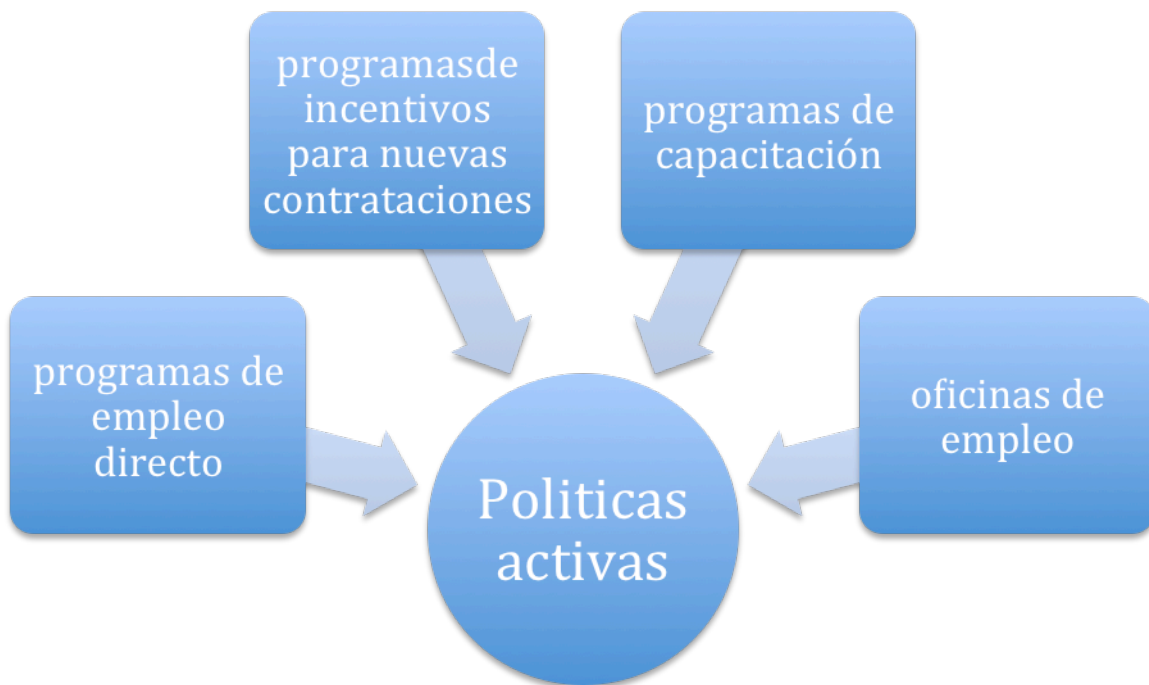 programasde
incentivos
para nuevas
contrataciones
programas de
capacitación
programas de
empleo
directo
oficinas de
empleo
Politicas
activas